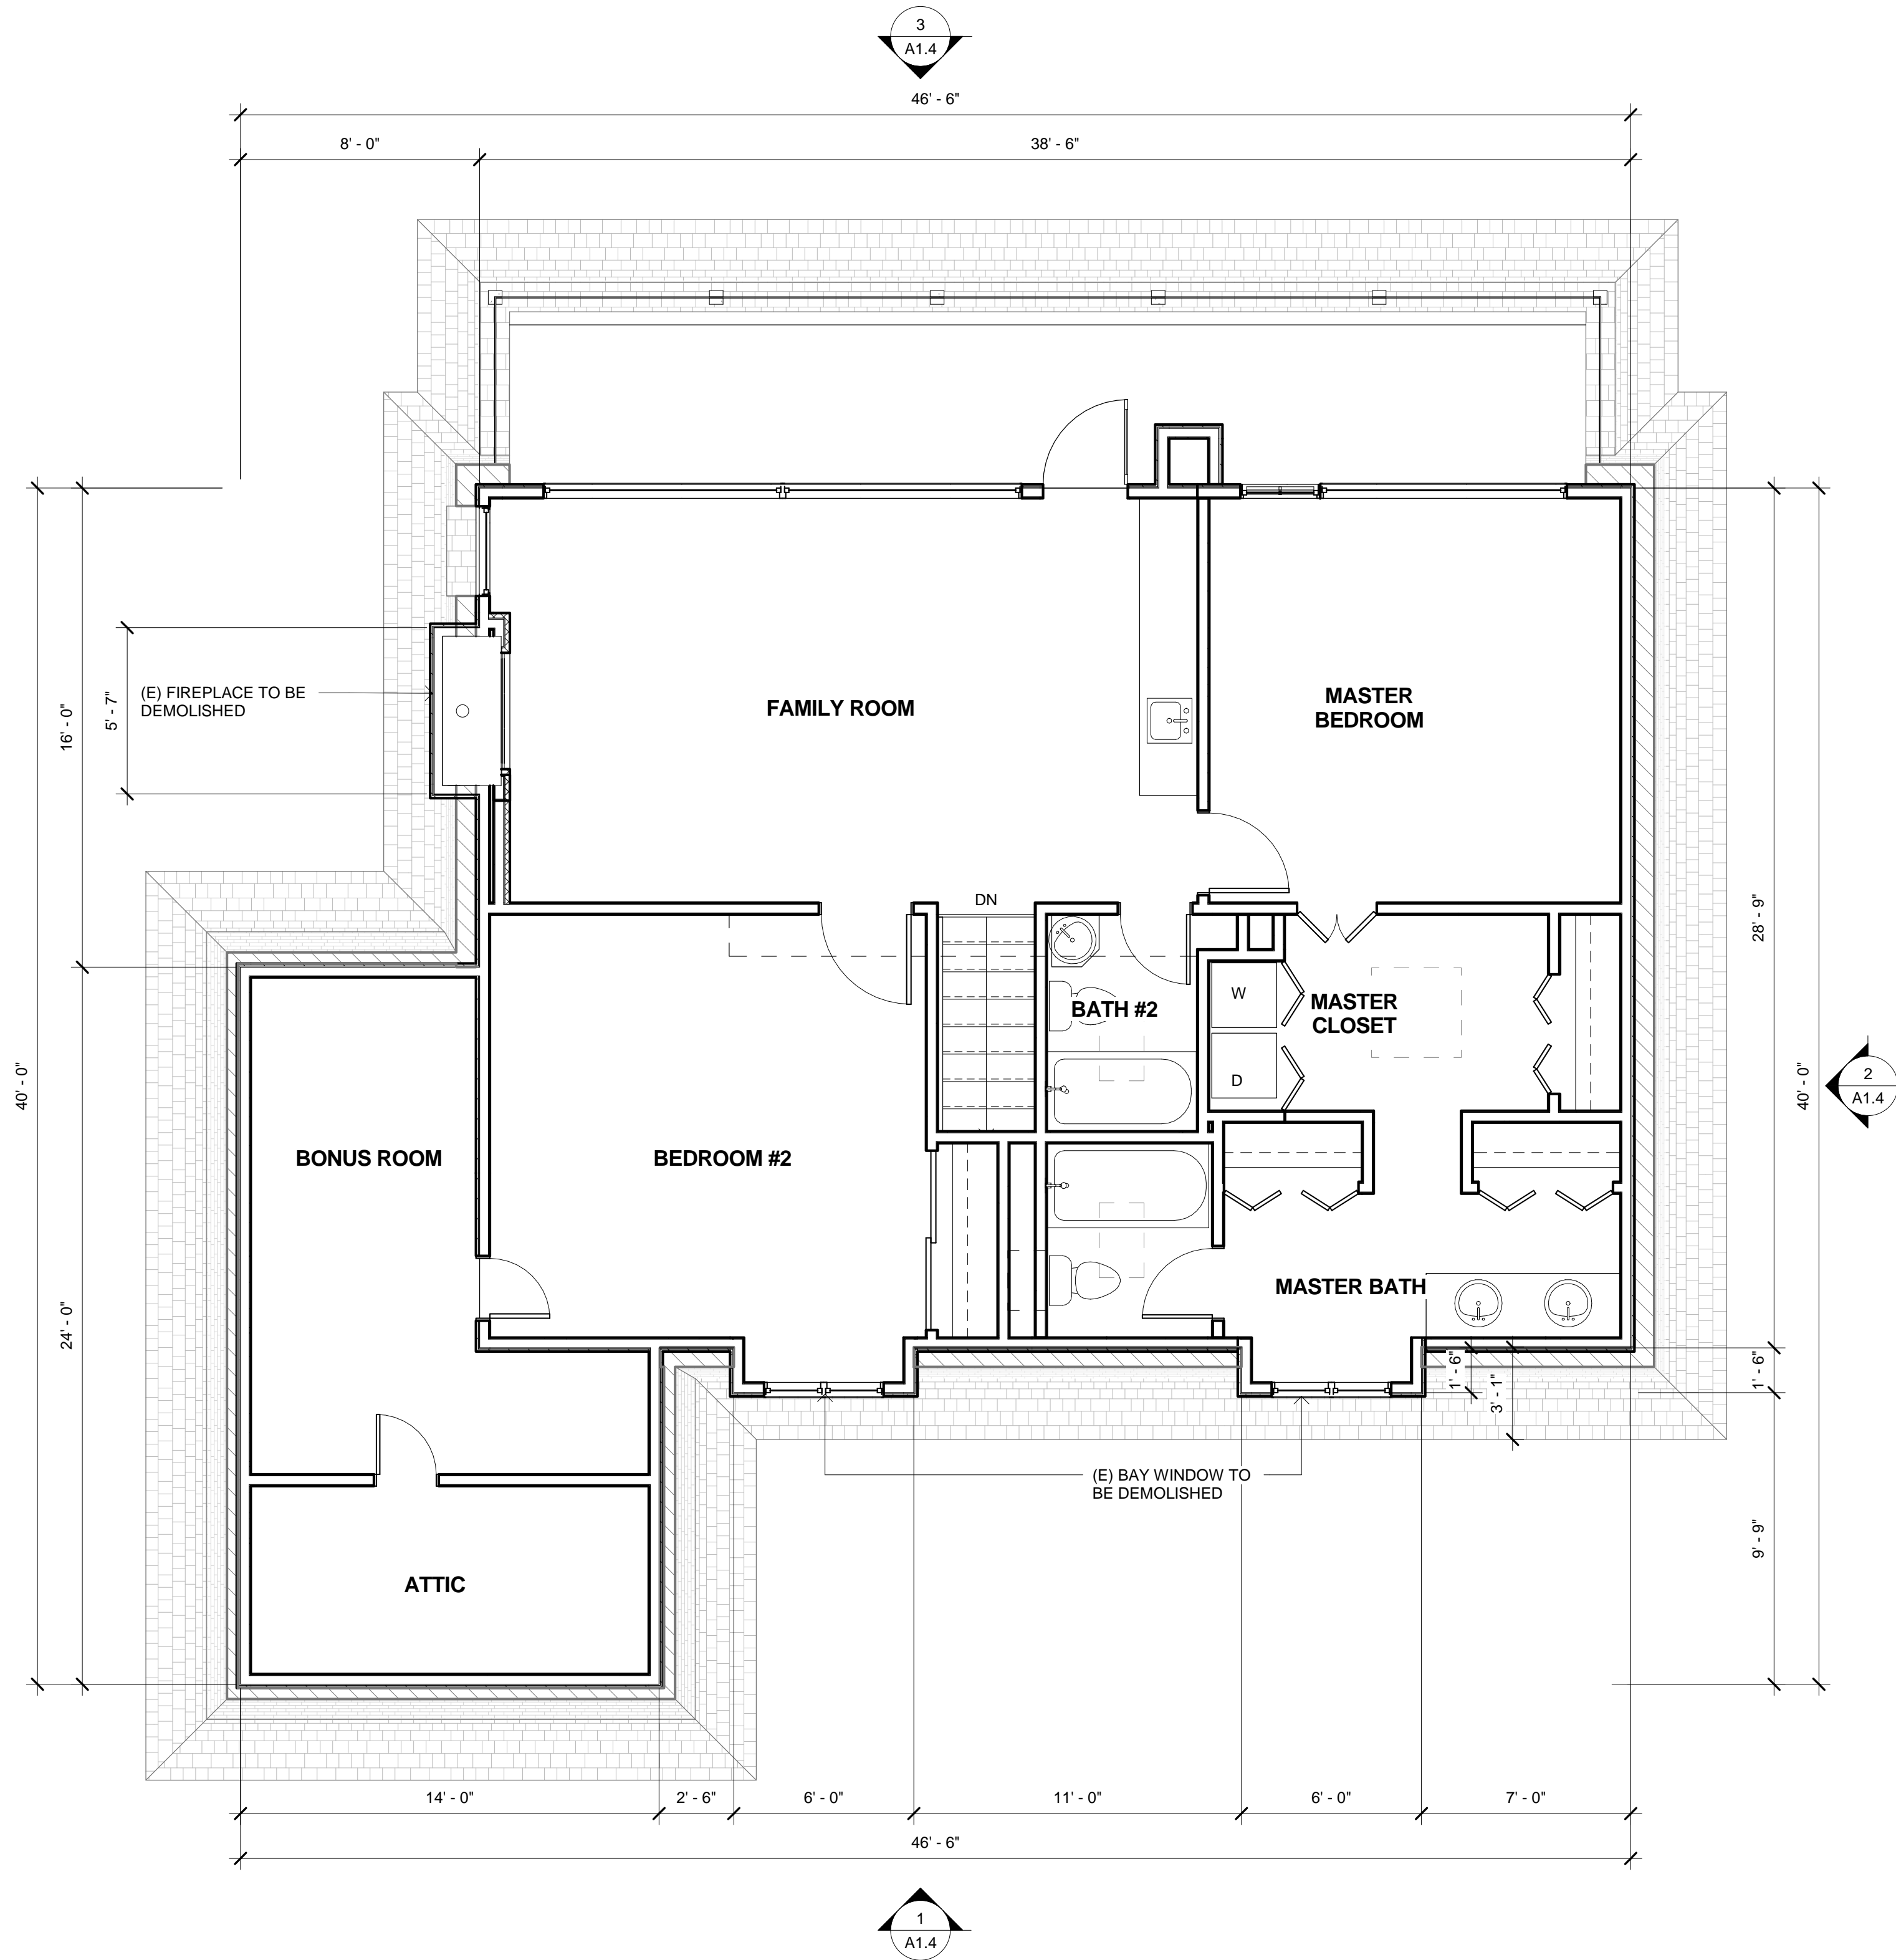 3
A1.4
46' - 6"
8' - 0"
38' - 6"
(E) FIREPLACE TO BE
DEMOLISHED
5' - 7"
16' - 0"
40' - 0"
24' - 0"
FAMILY ROOM
MASTER
BEDROOM
DN
W
D
BATH #2
MASTER
CLOSET
28' - 9"
40' - 0"
2
A1.4
BONUS ROOM
BEDROOM #2
MASTER BATH
1' - 6"
3' - 1"
1' - 6"
9' - 9"
(E) BAY WINDOW TO
BE DEMOLISHED
ATTIC
14' - 0"
2' - 6"
6' - 0"
11' - 0"
6' - 0"
7' - 0"
46' - 6"
1
A1.4